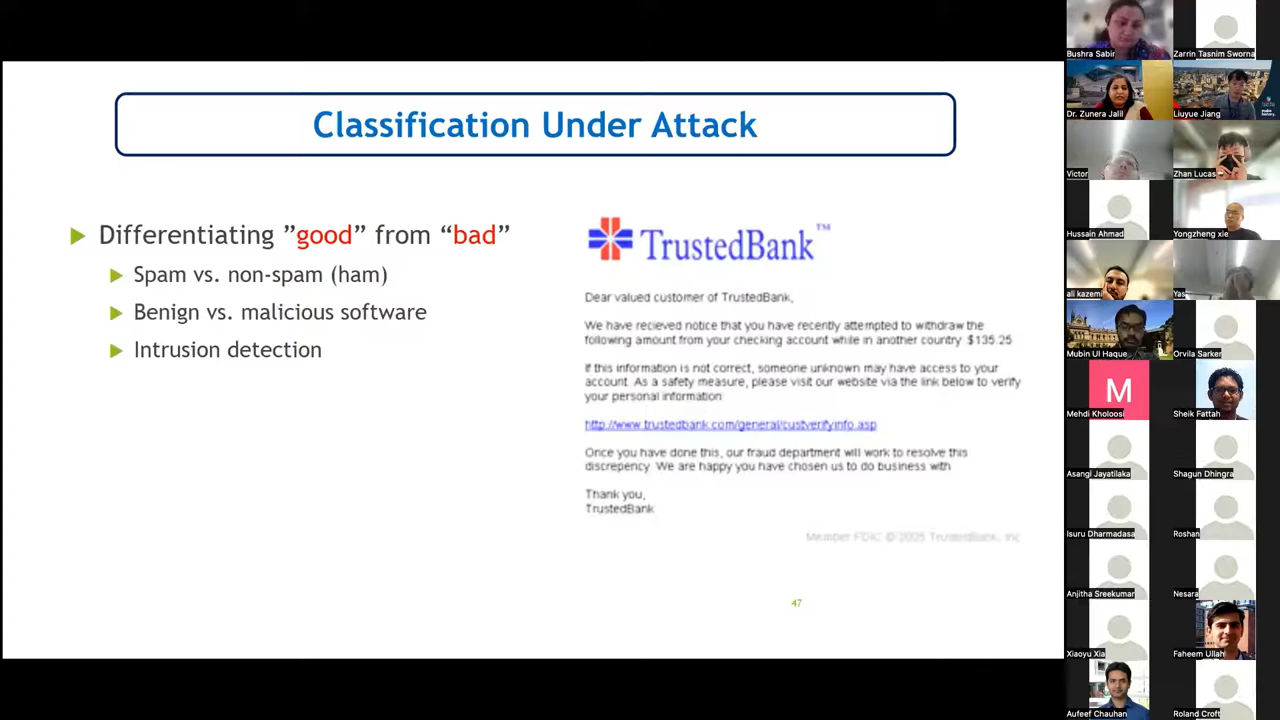 Classification Under Attack
Differentiating ”good” from “bad”
Spam vs. non-spam (ham)
Benign vs. malicious software
Intrusion detection
TrustedBank™
Dear valued customer of TrustedBank,
We have recieved notice that you have recently attempted to withdraw the
following amount from your checking account while in another country: $135.25
If this information is not correct, someone unknown may have access to your
account. As a safety measure, please visit our website via the link below to verify
your personal information:
http://www.trustedbank.com/general/custverifyinfo.asp
Once you have done this, our fraud department will work to resolve this
discrepency. We are happy you have chosen us to do business with
Thank you,
TrustedBank
Member FDIC © 2005 TrustedBank, Inc
47
Bushra Sabir
Zarrin Tasnim Sworna
Dr. Zunera Jalil
Liuyue Jiang
Victor
Zhan Lucas
Hussain Ahmad
Yongzheng xie
ali kazemi
Yas
Mubin Ul Haque
Orvila Sarker
M
Mehdi Kholoosi
Sheik Fattah
Asangi Jayatilaka
Shagun Dhingra
Isuru Dharmadasa
Roshan
Anjitha Sreekumar
Nesara
Xiaoyu Xia
Faheem Ullah
Aufeef Chauhan
Roland Croft